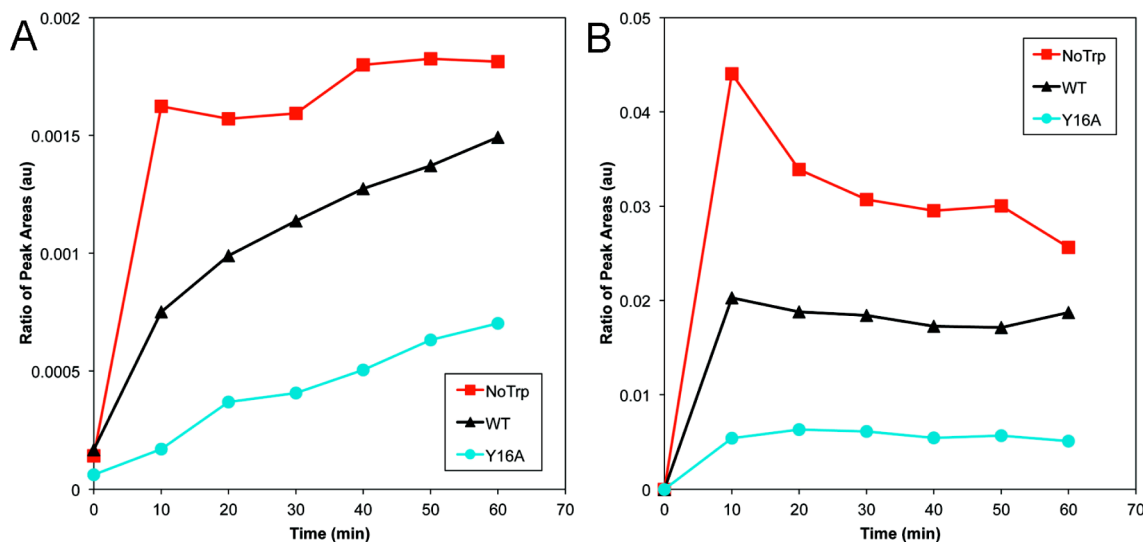 A
0.002
0.0015
0.001
0.0005
0
Ratio of Peak Areas (au)
0 10 20 30 40 50 60 70
Time (min)
NoTrp
WT
Y16A
B
0.05
0.04
0.03
0.02
0.01
0
Ratio of Peak Areas (au)
0 10 20 30 40 50 60 70
Time (min)
NoTrp
WT
Y16A